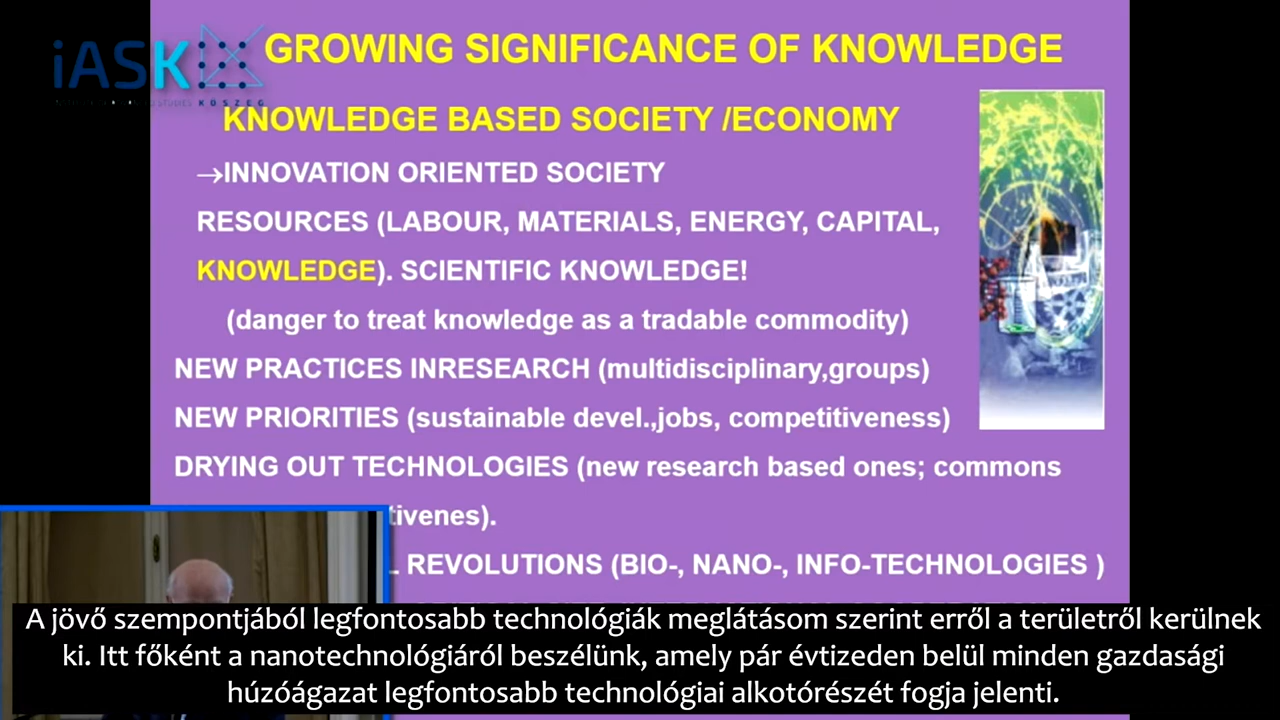 iASK
KŐSZEG
GROWING SIGNIFICANCE OF KNOWLEDGE
KNOWLEDGE BASED SOCIETY /ECONOMY
→INNOVATION ORIENTED SOCIETY
RESOURCES (LABOUR, MATERIALS, ENERGY, CAPITAL,
KNOWLEDGE). SCIENTIFIC KNOWLEDGE!
(danger to treat knowledge as a tradable commodity)
NEW PRACTICES INRESEARCH (multidisciplinary,groups)
NEW PRIORITIES (sustainable devel.,jobs, competitiveness)
DRYING OUT TECHNOLOGIES (new research based ones; commons
tivenes).
REVOLUTIONS (BIO-, NANO-, INFO-TECHNOLOGIES )
A jövő szempontjából legfontosabb technológiák meglátásom szerint erről a területről kerülnek
ki. Itt főként a nanotechnológiáról beszélünk, amely pár évtizeden belül minden gazdasági
húzóágazat legfontosabb technológiai alkotórészét fogja jelenti.